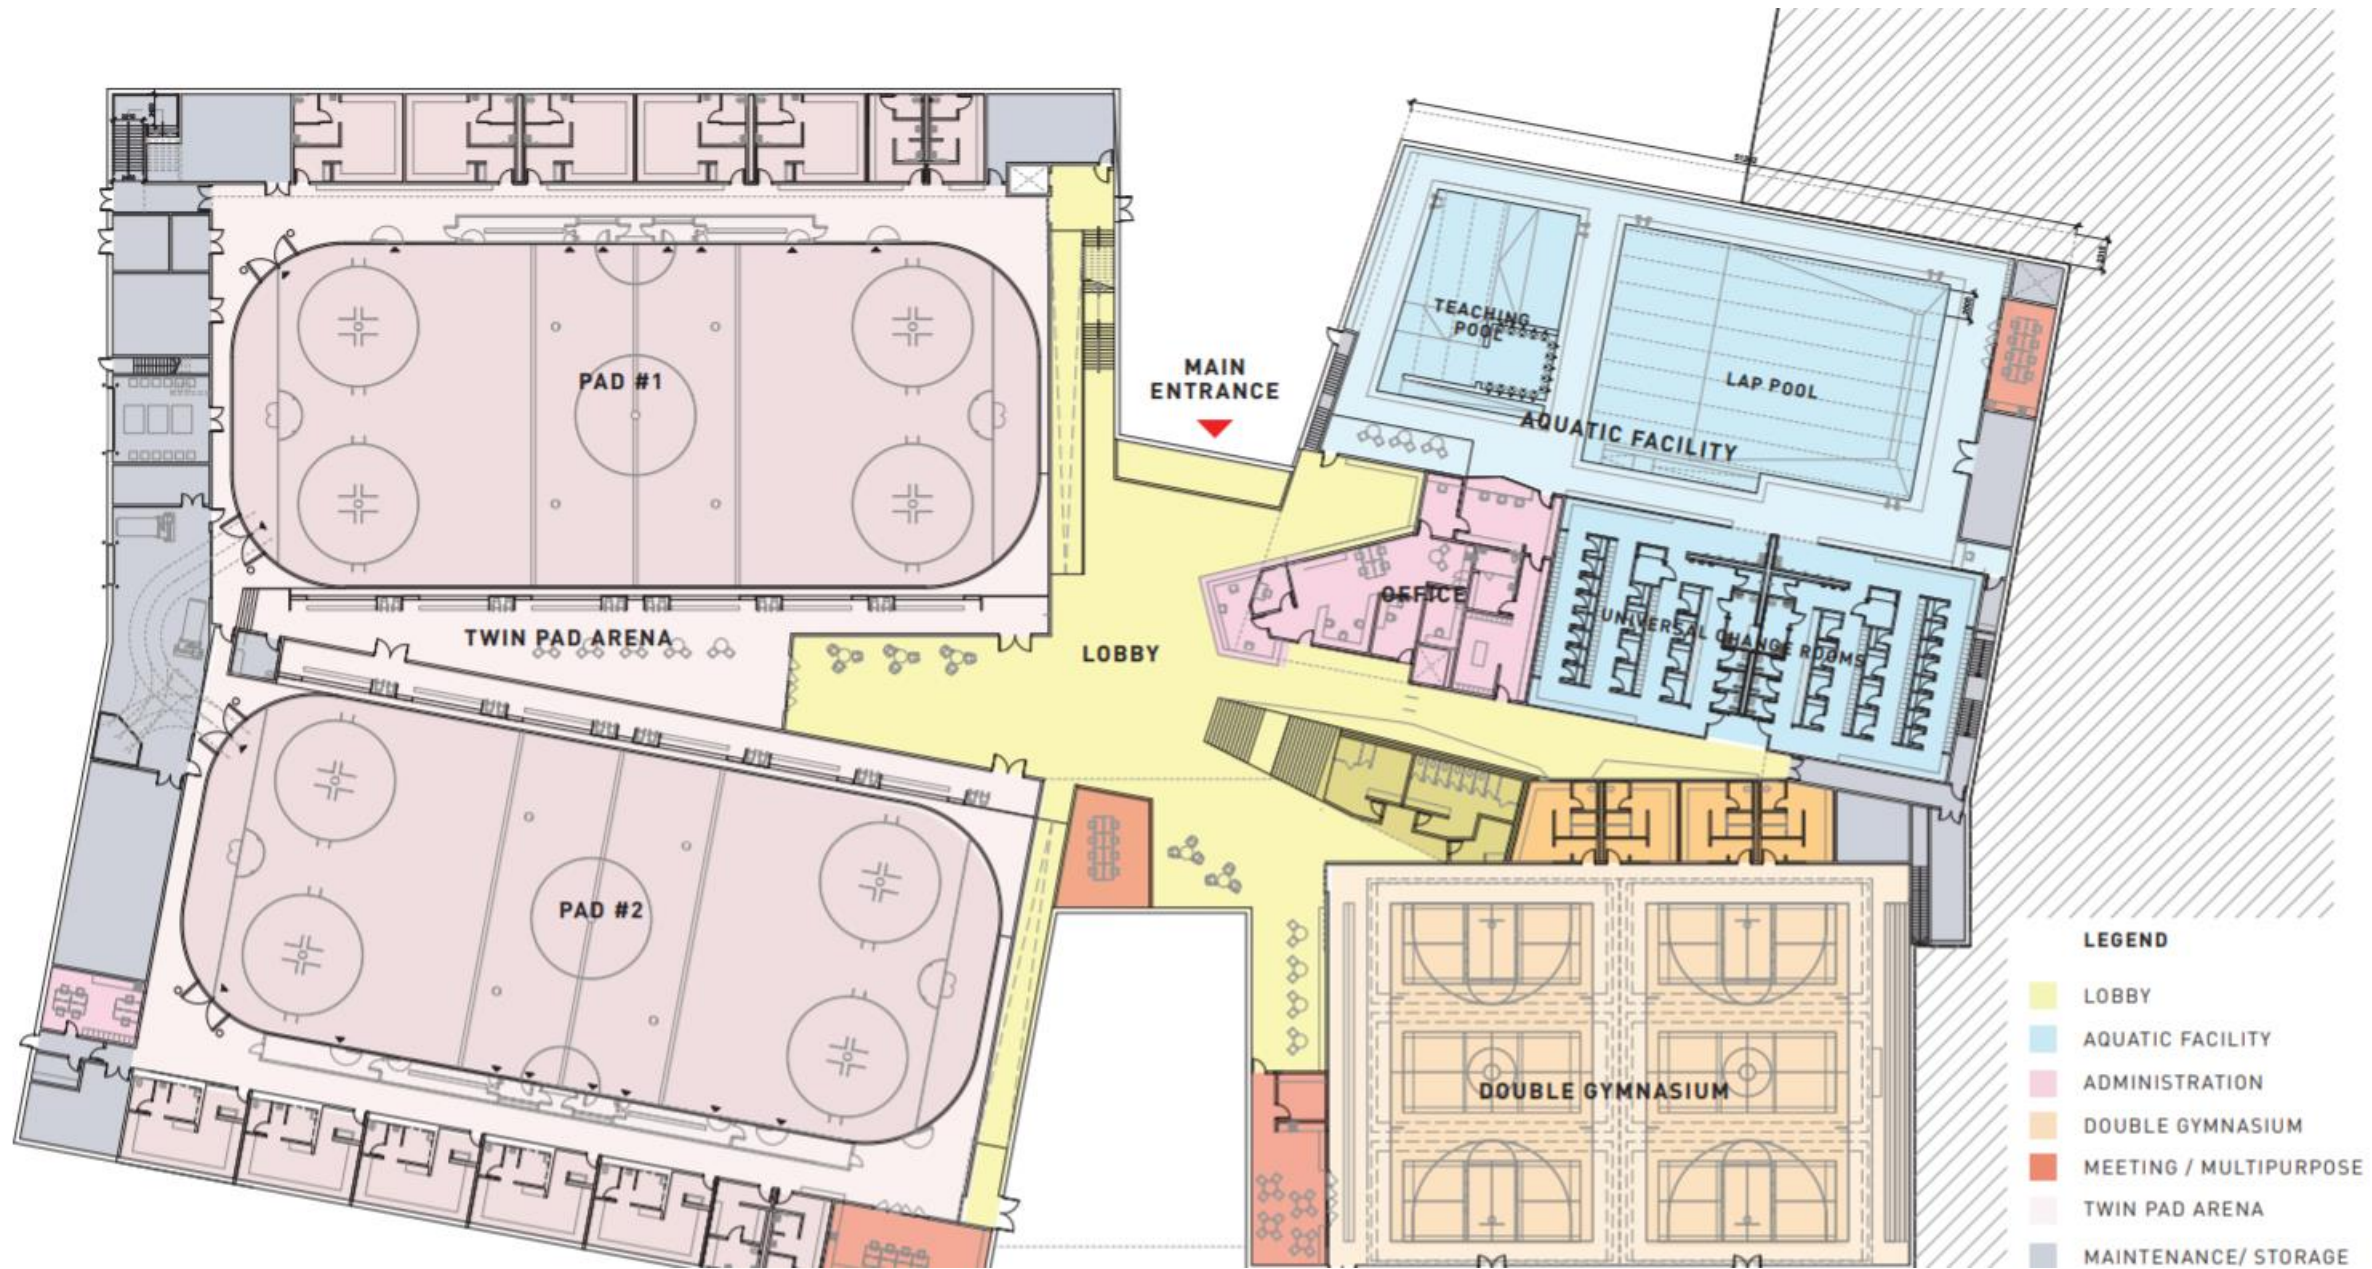 MAIN
ENTRANCE
PAD #1
TEACHING
POOL
LAP POOL
AQUATIC FACILITY
OFFICE
UNIVERSAL CHANGE ROOMS
TWIN PAD ARENA
LOBBY
PAD #2
DOUBLE GYMNASIUM
LEGEND
LOBBY
AQUATIC FACILITY
ADMINISTRATION
DOUBLE GYMNASIUM
MEETING / MULTIPURPOSE
TWIN PAD ARENA
MAINTENANCE/ STORAGE